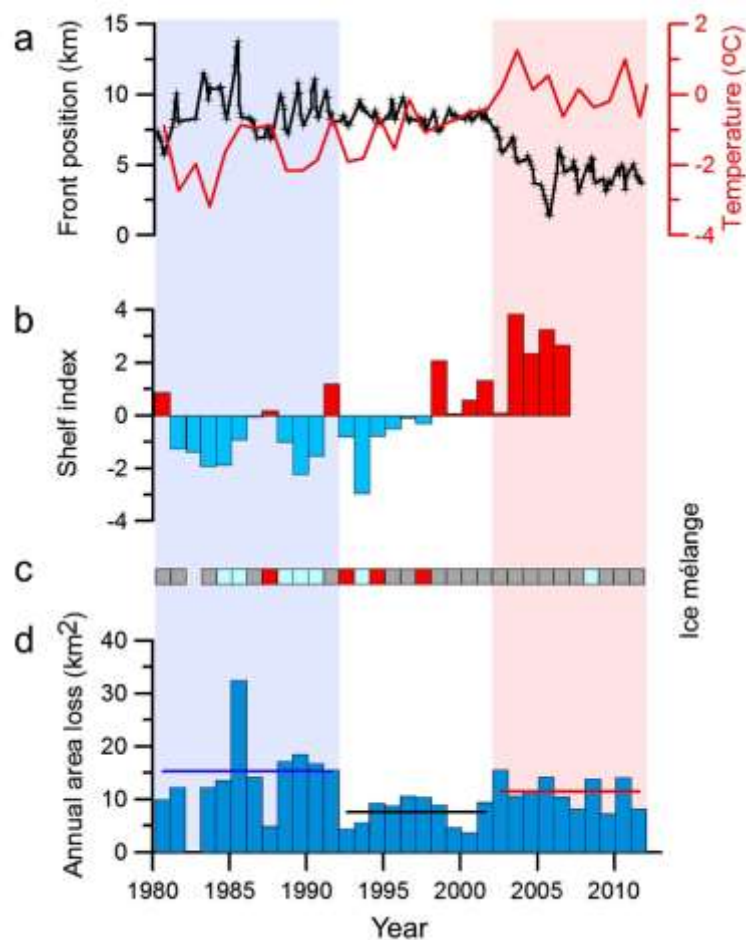 a
Front position (km)
15
10
5
0
2
0
-2
-4
Temperature (ºC)
b
Shelf index
4
2
0
-2
-4
c
Ice mélange
d
Annual area loss (km2)
40
30
20
10
0
1980 1985 1990 1995 2000 2005 2010
Year